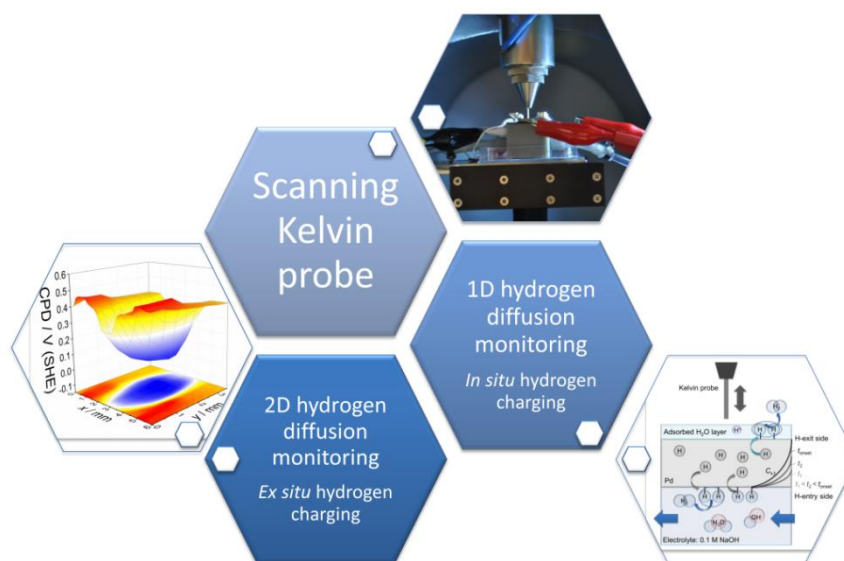 Scanning
Kelvin
probe
1D hydrogen
diffusion
monitoring
In situ hydrogen
charging
2D hydrogen
diffusion
monitoring
Ex situ hydrogen
charging
CPD / V (SHE)
0.6
0.5
0.4
0.3
0.2
0.1
0.0
-0.1
x / mm
y / mm
Kelvin probe
Adsorbed H₂O layer
H-exit side
Pd
H-entry side
Electrolyte: 0.1 M NaOH